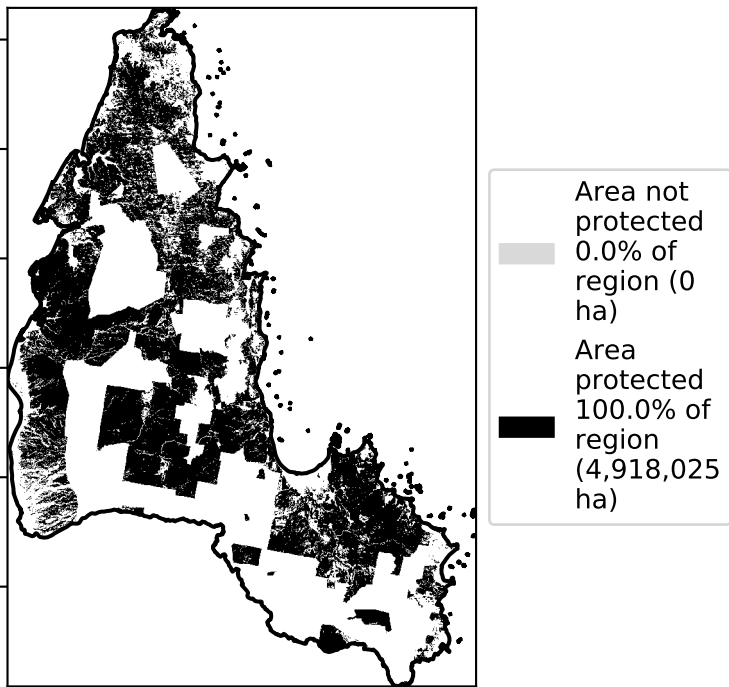 Area not
protected
0.0% of
region (0
ha)
Area
protected
100.0% of
region
(4,918,025
ha)